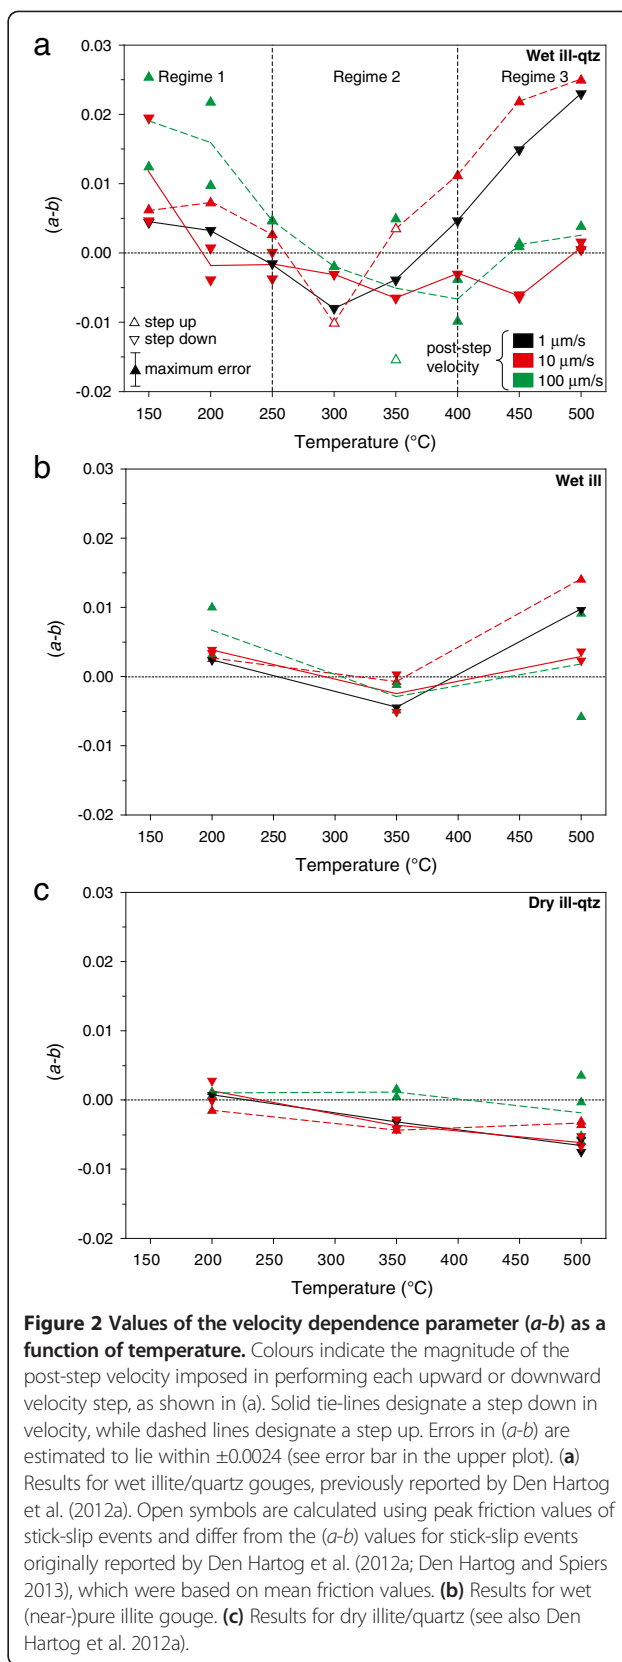 a
0.03
Wet ill-qtz
Regime 1
Regime 2
Regime 3
0.02
0.01
(a-b)
0.00
-0.01
step up
step down
maximum error
post-step
velocity
1 μm/s
10 μm/s
100 μm/s
-0.02
150 200 250 300 350 400 450 500
Temperature (°C)
b
0.03
Wet ill
0.02
0.01
(a-b)
0.00
-0.01
-0.02
150 200 250 300 350 400 450 500
Temperature (°C)
c
0.03
Dry ill-qtz
0.02
0.01
(a-b)
0.00
-0.01
-0.02
150 200 250 300 350 400 450 500
Temperature (°C)
Figure 2 Values of the velocity dependence parameter (a-b) as a
function of temperature. Colours indicate the magnitude of the
post-step velocity imposed in performing each upward or downward
velocity step, as shown in (a). Solid tie-lines designate a step down in
velocity, while dashed lines designate a step up. Errors in (a-b) are
estimated to lie within ±0.0024 (see error bar in the upper plot). (a)
Results for wet illite/quartz gouges, previously reported by Den Hartog
et al. (2012a). Open symbols are calculated using peak friction values of
stick-slip events and differ from the (a-b) values for stick-slip events
originally reported by Den Hartog et al. (2012a; Den Hartog and Spiers
2013), which were based on mean friction values. (b) Results for wet
(near-)pure illite gouge. (c) Results for dry illite/quartz (see also Den
Hartog et al. 2012a).